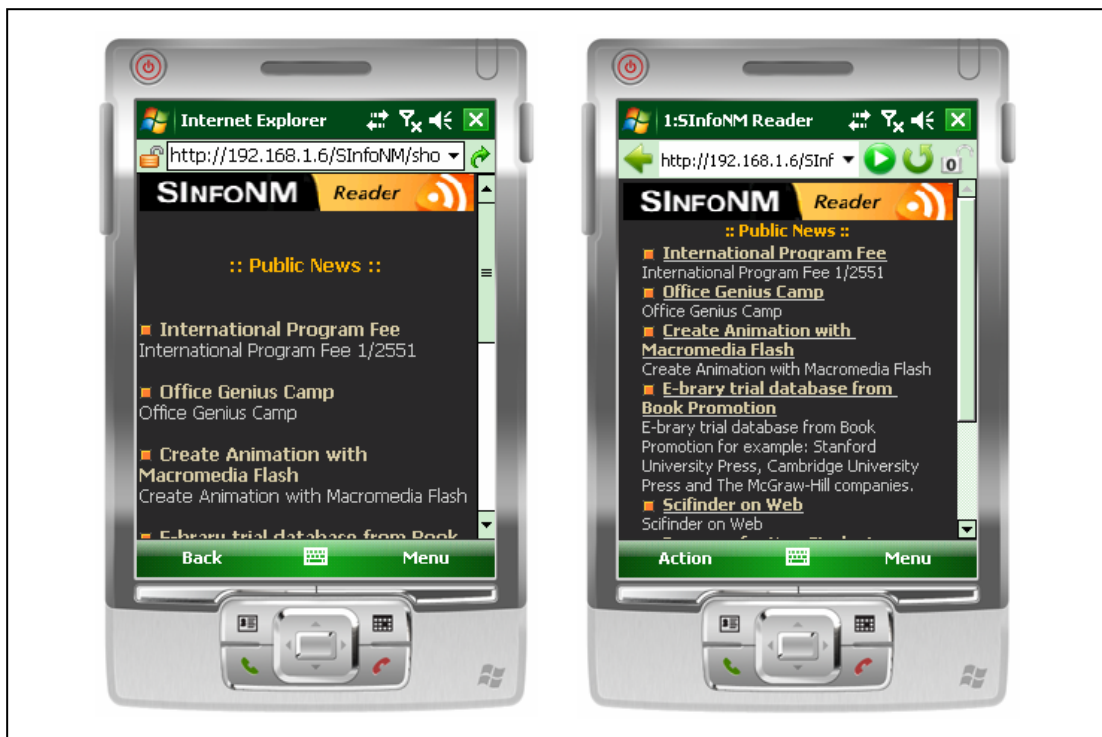 Internet Explorer
http://192.168.1.6/SInfoNM/sho
SINFONM Reader
:: Public News ::
International Program Fee
International Program Fee 1/2551
Office Genius Camp
Office Genius Camp
Create Animation with
Macromedia Flash
Create Animation with Macromedia Flash
E-brary trial database from Book
Back
Menu
1:SInfoNM Reader
http://192.168.1.6/SInf
0
SINFONM Reader
:: Public News ::
International Program Fee
International Program Fee 1/2551
Office Genius Camp
Office Genius Camp
Create Animation with
Macromedia Flash
Create Animation with Macromedia Flash
E-brary trial database from
Book Promotion
E-brary trial database from Book
Promotion for example: Stanford
University Press, Cambridge University
Press and The McGraw-Hill companies.
Scifinder on Web
Scifinder on Web
Action
Menu